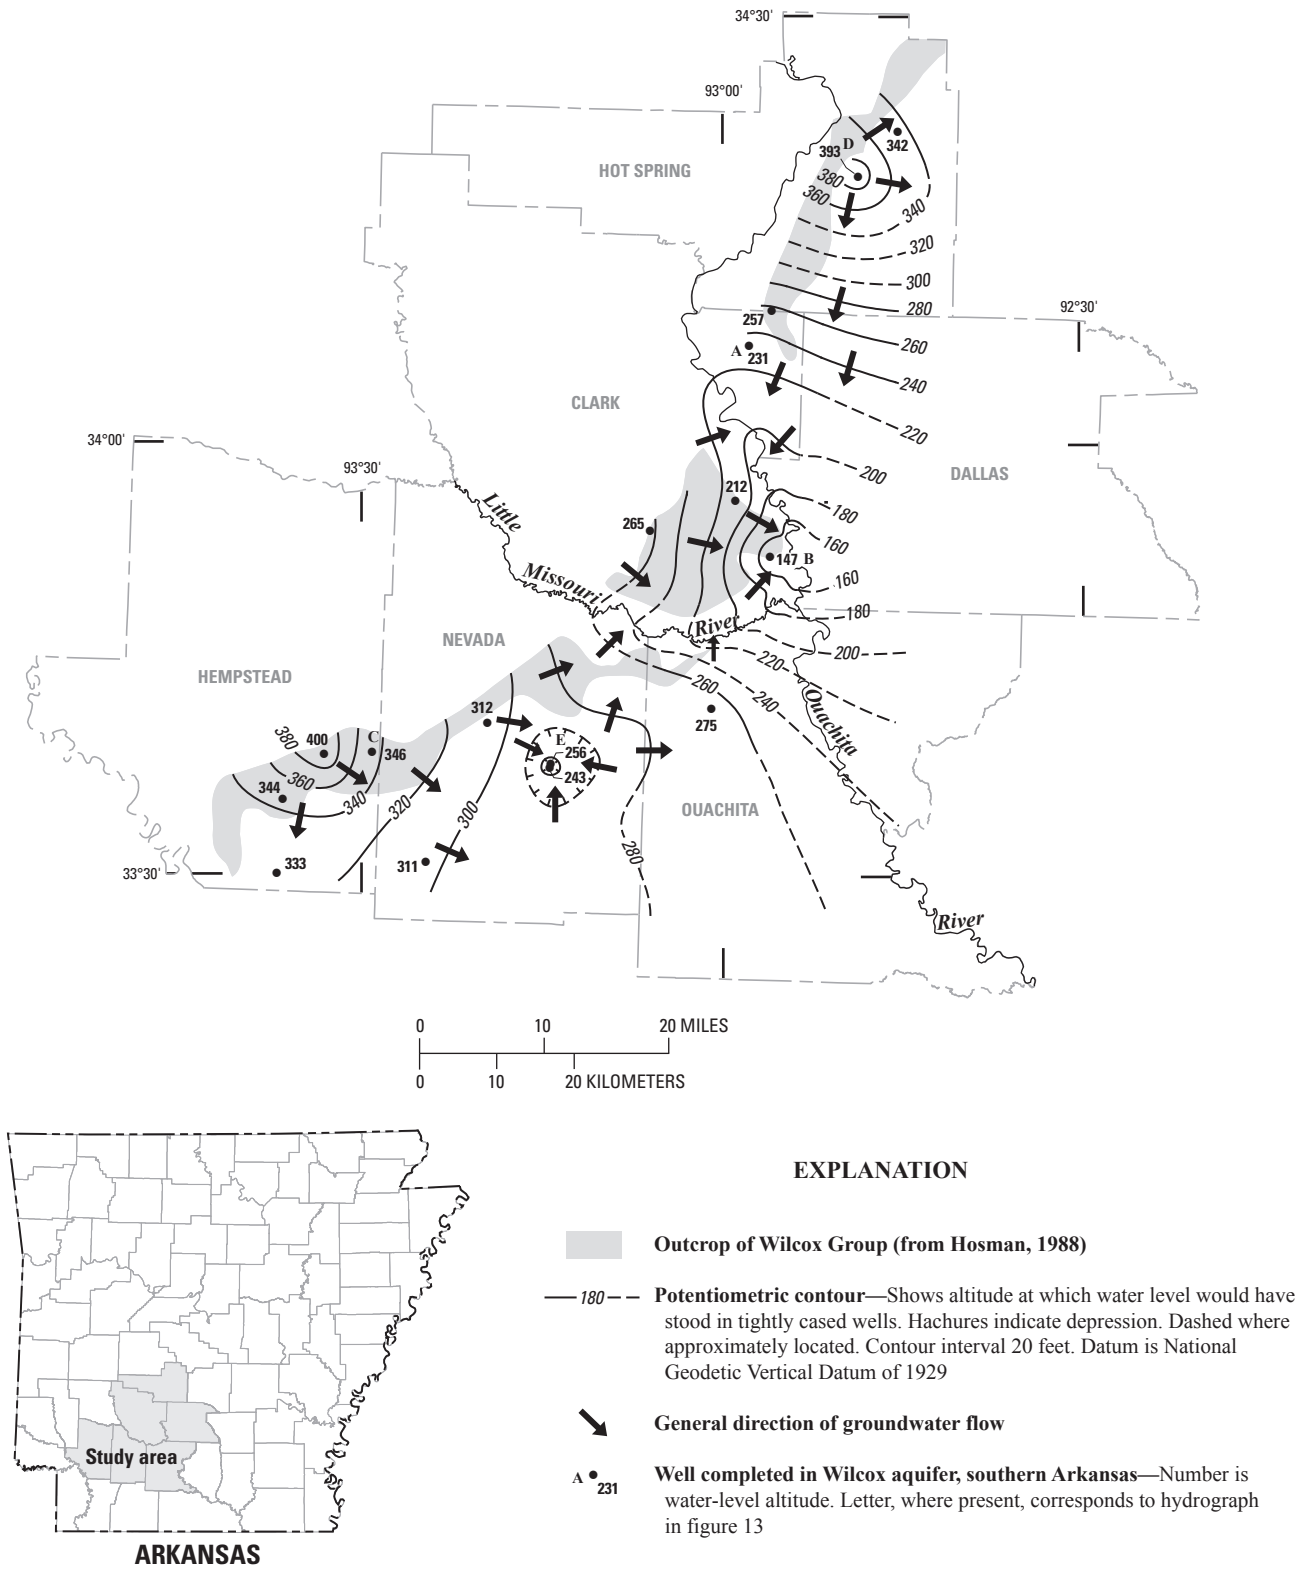 34°30'
93°00'
HOT SPRING
393 D
342
380
360
340
320
300
280
257
92°30'
260
A 231
240
CLARK
220
34°00'
93°30'
200
DALLAS
212
Little
180
265
160
147 B
Missouri
160
180
River
NEVADA
200
220
HEMPSTEAD
260
240
Ouachita
312
275
380
400
C
346
E
256
360
243
344
340
320
300
OUACHITA
280
333
311
33°30'
River
0 10 20 MILES
0 10 20 KILOMETERS
Study area
ARKANSAS
EXPLANATION
Outcrop of Wilcox Group (from Hosman, 1988)
180
Potentiometric contour—Shows altitude at which water level would have
stood in tightly cased wells. Hachures indicate depression. Dashed where
approximately located. Contour interval 20 feet. Datum is National
Geodetic Vertical Datum of 1929
General direction of groundwater flow
A 231
Well completed in Wilcox aquifer, southern Arkansas—Number is
water-level altitude. Letter, where present, corresponds to hydrograph
in figure 13